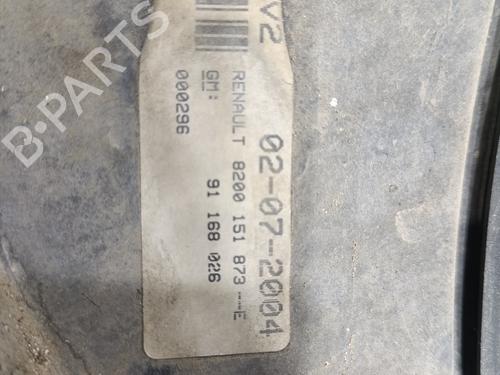 V2
02-07-2004
RENAULT 8200 151 873--E
GM: 91 168 026
000296
B-PARTS